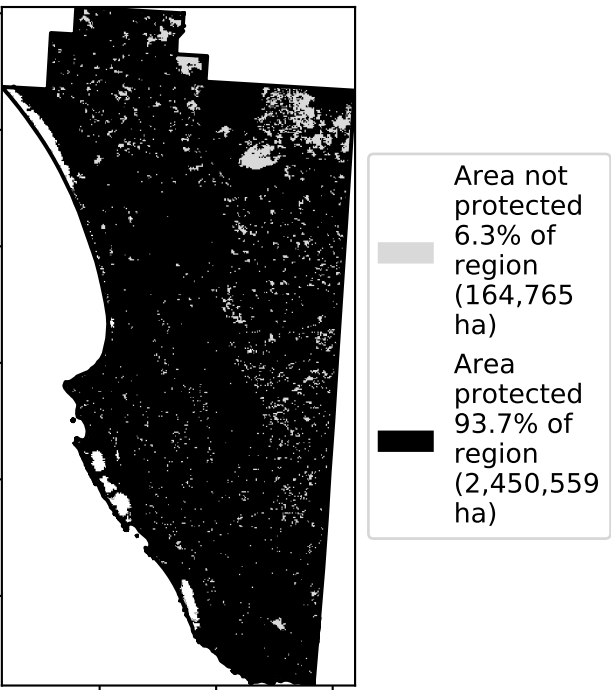 Area not
protected
6.3% of
region
(164,765
ha)
Area
protected
93.7% of
region
(2,450,559
ha)